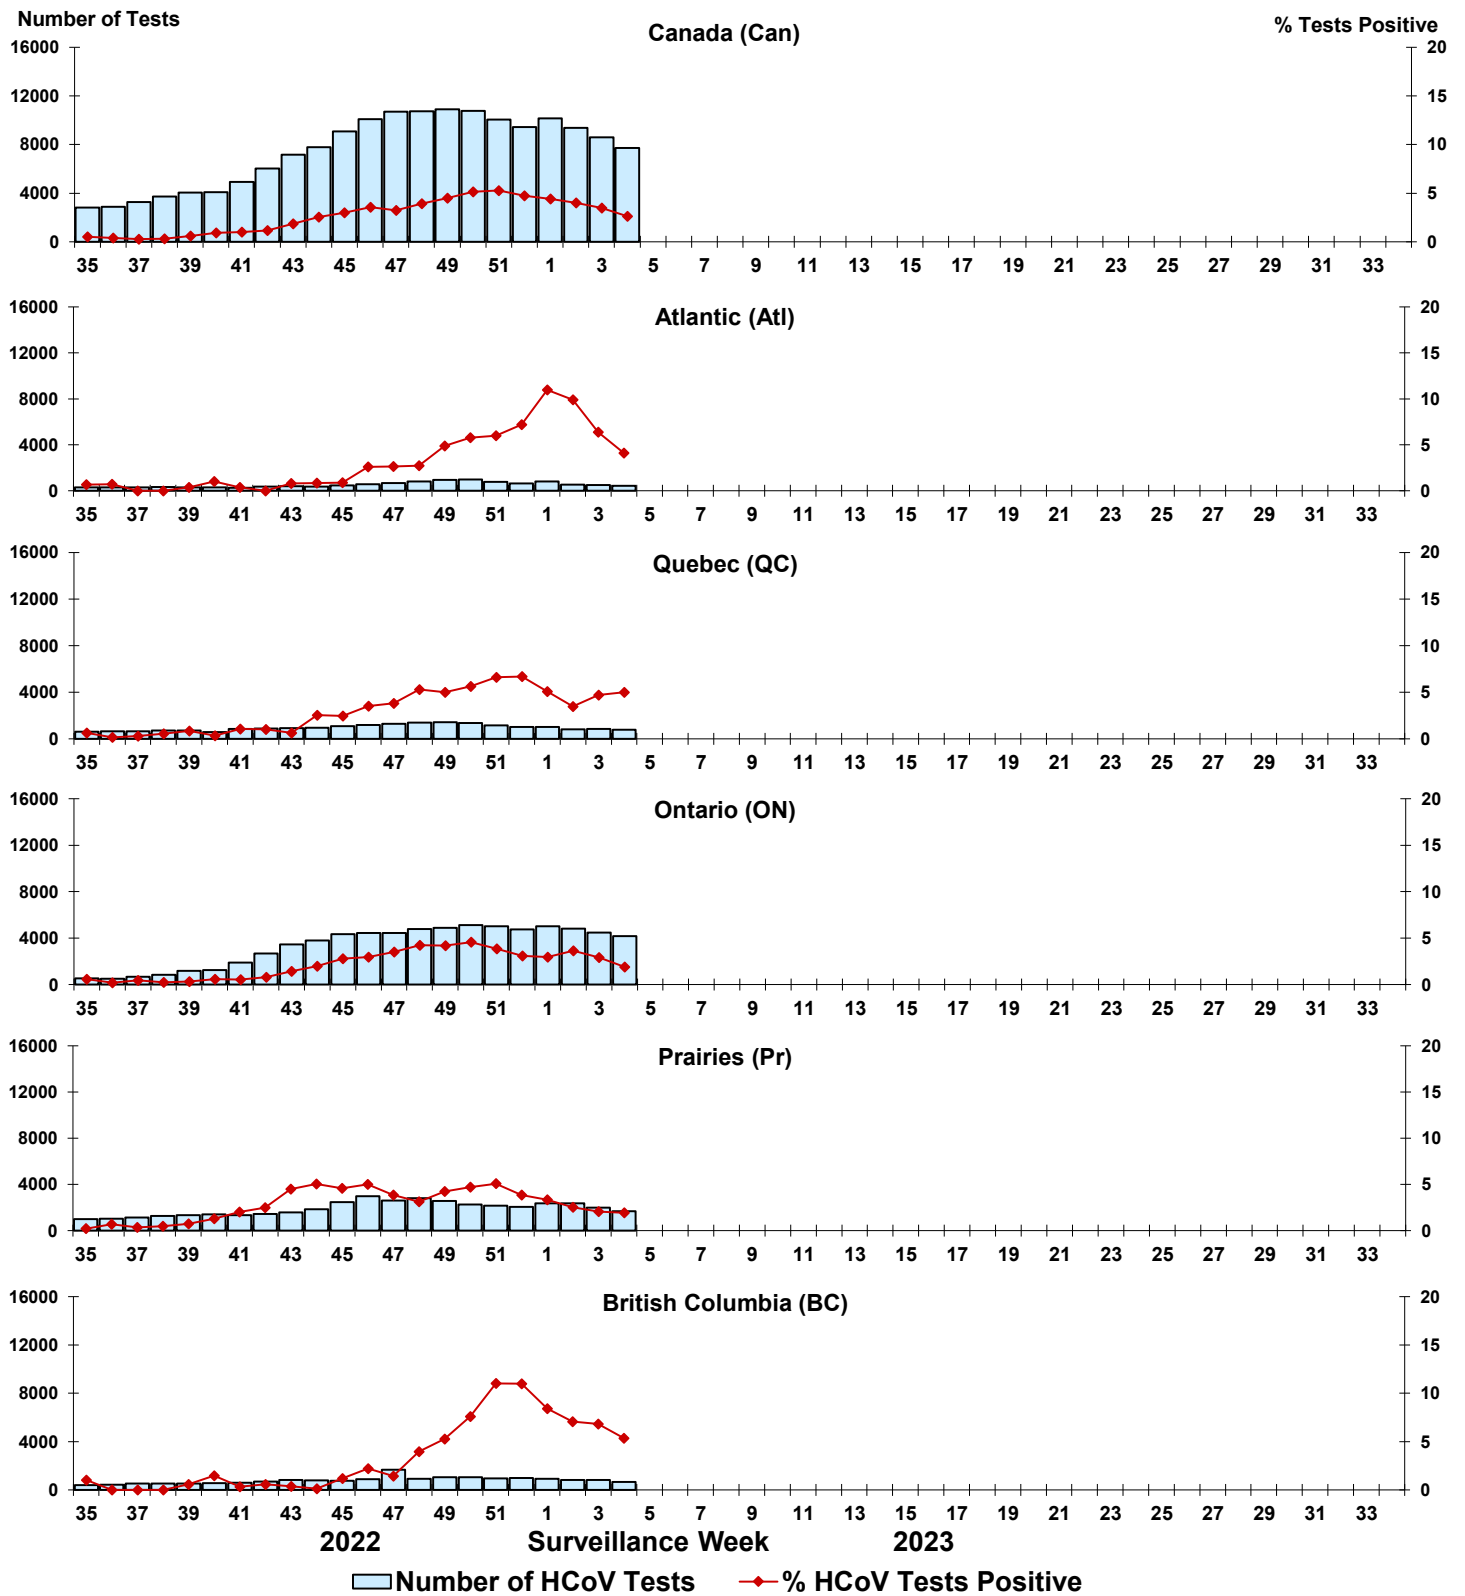 Number of Tests
% Tests Positive
Canada (Can)
16000 20
12000 15
8000 10
4000 5
0 0
35 37 39 41 43 45 47 49 51 1 3 5 7 9 11 13 15 17 19 21 23 25 27 29 31 33
Atlantic (Atl)
16000 20
12000 15
8000 10
4000 5
0 0
35 37 39 41 43 45 47 49 51 1 3 5 7 9 11 13 15 17 19 21 23 25 27 29 31 33
Quebec (QC)
16000 20
12000 15
8000 10
4000 5
0 0
35 37 39 41 43 45 47 49 51 1 3 5 7 9 11 13 15 17 19 21 23 25 27 29 31 33
Ontario (ON)
16000 20
12000 15
8000 10
4000 5
0 0
35 37 39 41 43 45 47 49 51 1 3 5 7 9 11 13 15 17 19 21 23 25 27 29 31 33
Prairies (Pr)
16000 20
12000 15
8000 10
4000 5
0 0
35 37 39 41 43 45 47 49 51 1 3 5 7 9 11 13 15 17 19 21 23 25 27 29 31 33
British Columbia (BC)
16000 20
12000 15
8000 10
4000 5
0 0
35 37 39 41 43 45 47 49 51 1 3 5 7 9 11 13 15 17 19 21 23 25 27 29 31 33
2022 Surveillance Week 2023
Number of HCoV Tests % HCoV Tests Positive